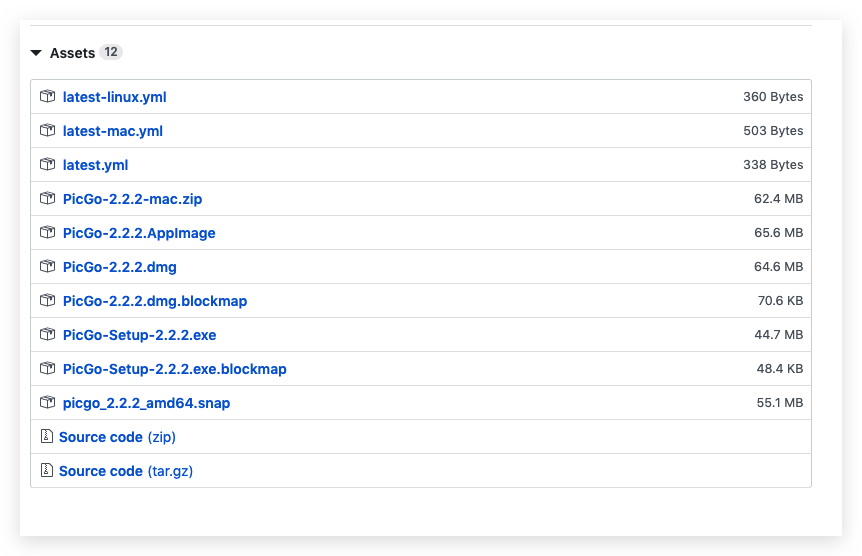 Assets 12
latest-linux.yml 360 Bytes
latest-mac.yml 503 Bytes
latest.yml 338 Bytes
PicGo-2.2.2-mac.zip 62.4 MB
PicGo-2.2.2.AppImage 65.6 MB
PicGo-2.2.2.dmg 64.6 MB
PicGo-2.2.2.dmg.blockmap 70.6 KB
PicGo-Setup-2.2.2.exe 44.7 MB
PicGo-Setup-2.2.2.exe.blockmap 48.4 KB
picgo_2.2.2_amd64.snap 55.1 MB
Source code (zip)
Source code (tar.gz)